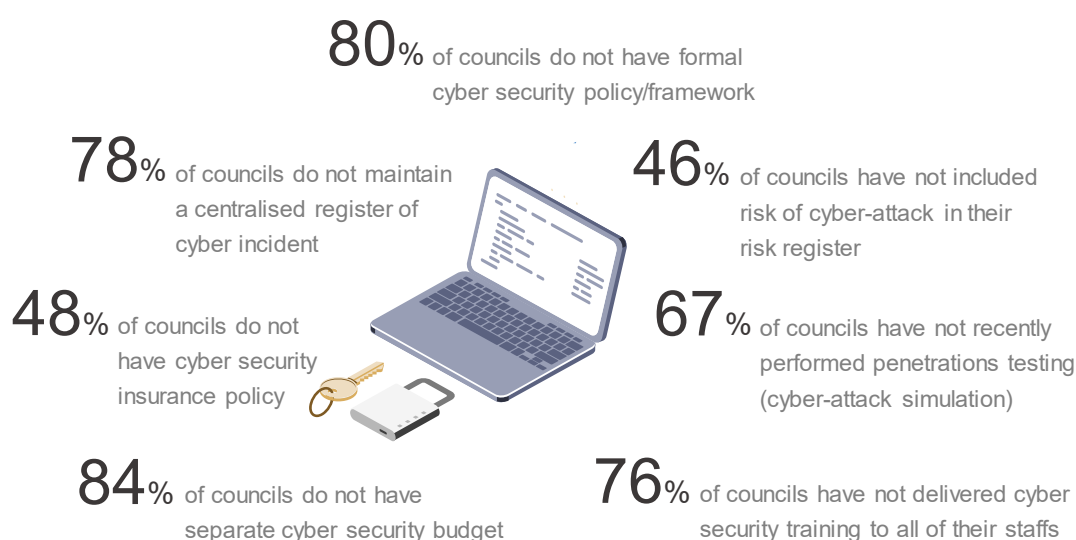 80% of councils do not have formal
cyber security policy/framework
78% of councils do not maintain
a centralised register of
cyber incident
46% of councils have not included
risk of cyber-attack in their
risk register
48% of councils do not
have cyber security
insurance policy
67% of councils have not recently
performed penetrations testing
(cyber-attack simulation)
84% of councils do not have
separate cyber security budget
76% of councils have not delivered cyber
security training to all of their staffs